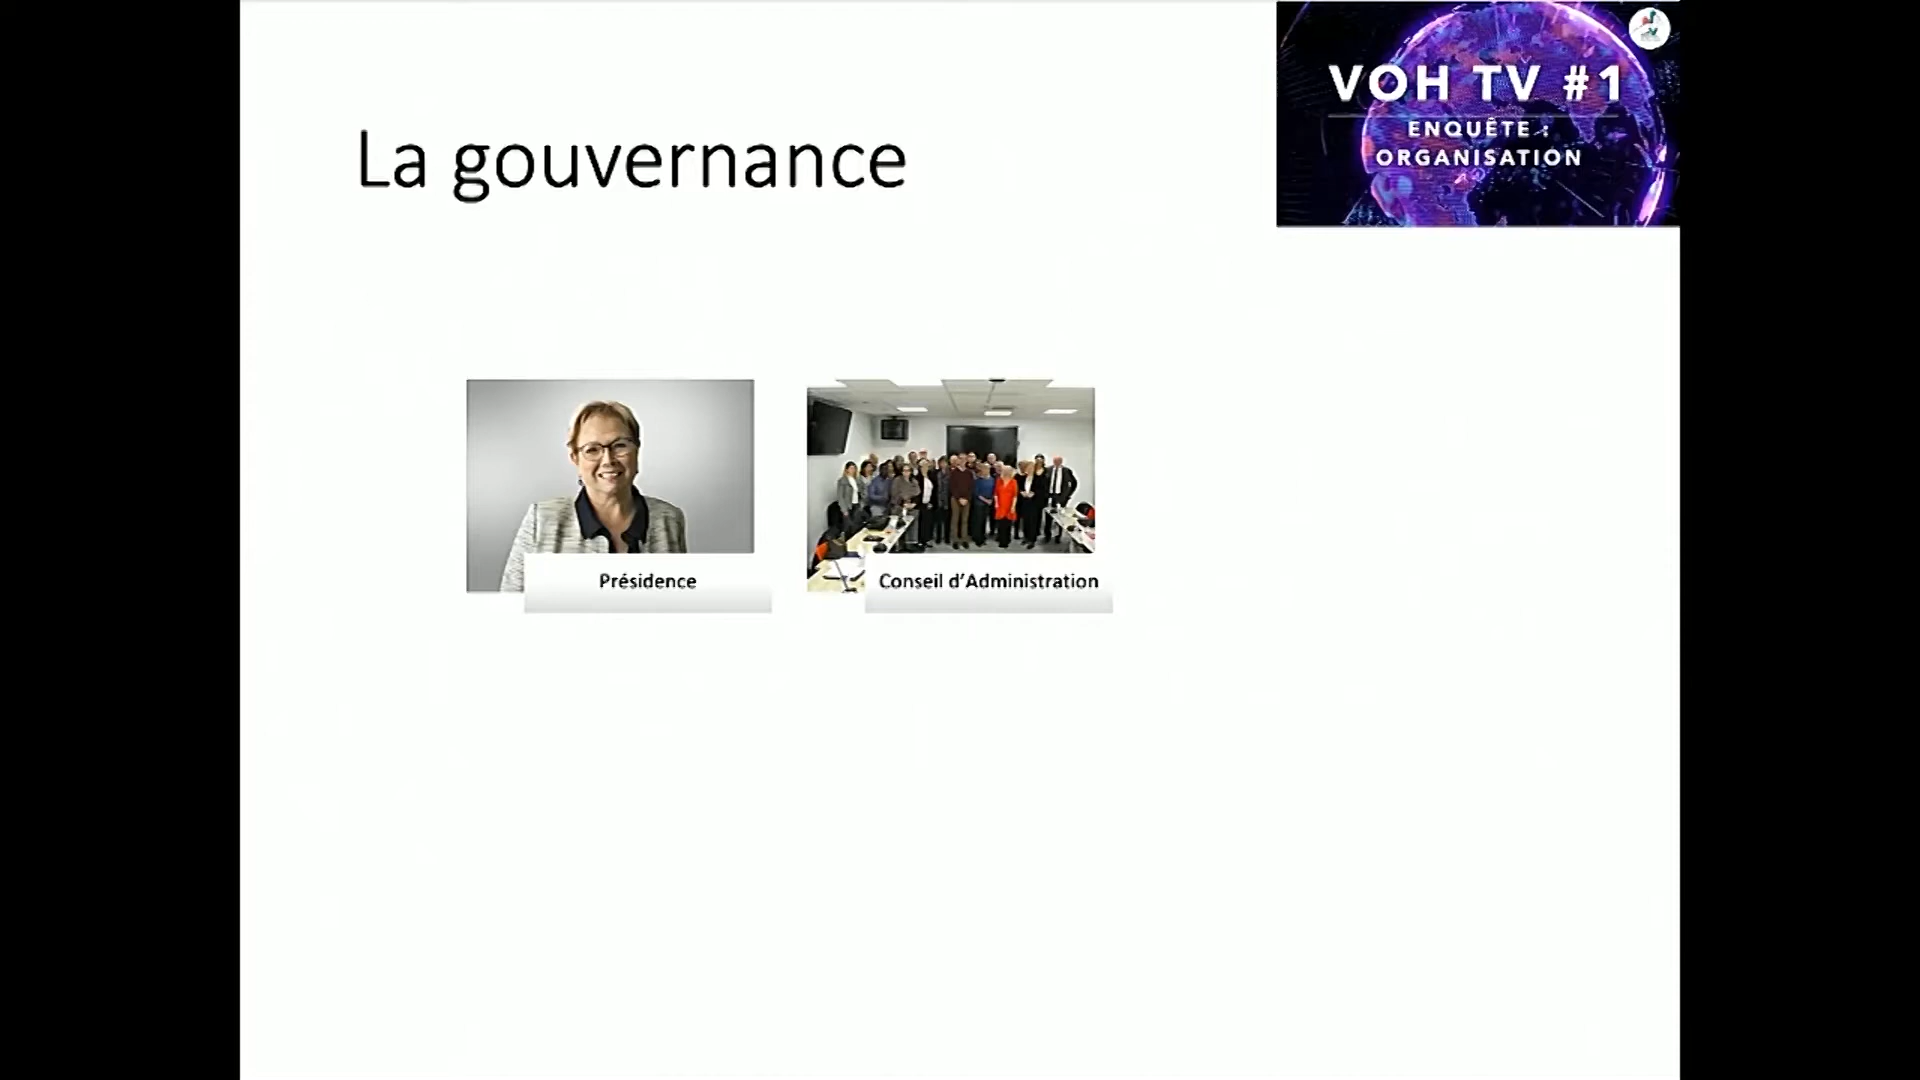 La gouvernance
VOH TV #1
ENQUÊTE :
ORGANISATION
Présidence
Conseil d'Administration